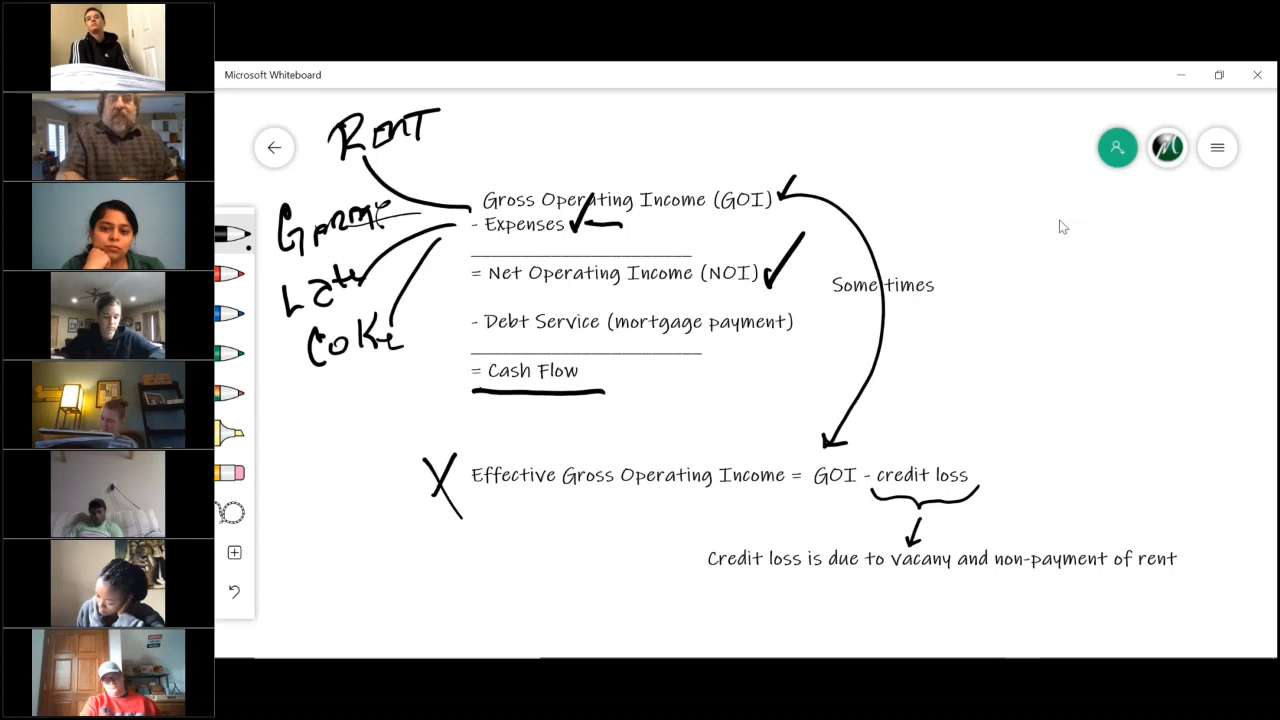 Microsoft Whiteboard
RENT
Gross Operating Income (GOI)
- Expenses
= Net Operating Income (NOI)
- Debt Service (mortgage payment)
= Cash Flow
GARAGE
Late
Coke
Some times
X Effective Gross Operating Income = GOI - credit loss
Credit loss is due to vacany and non-payment of rent